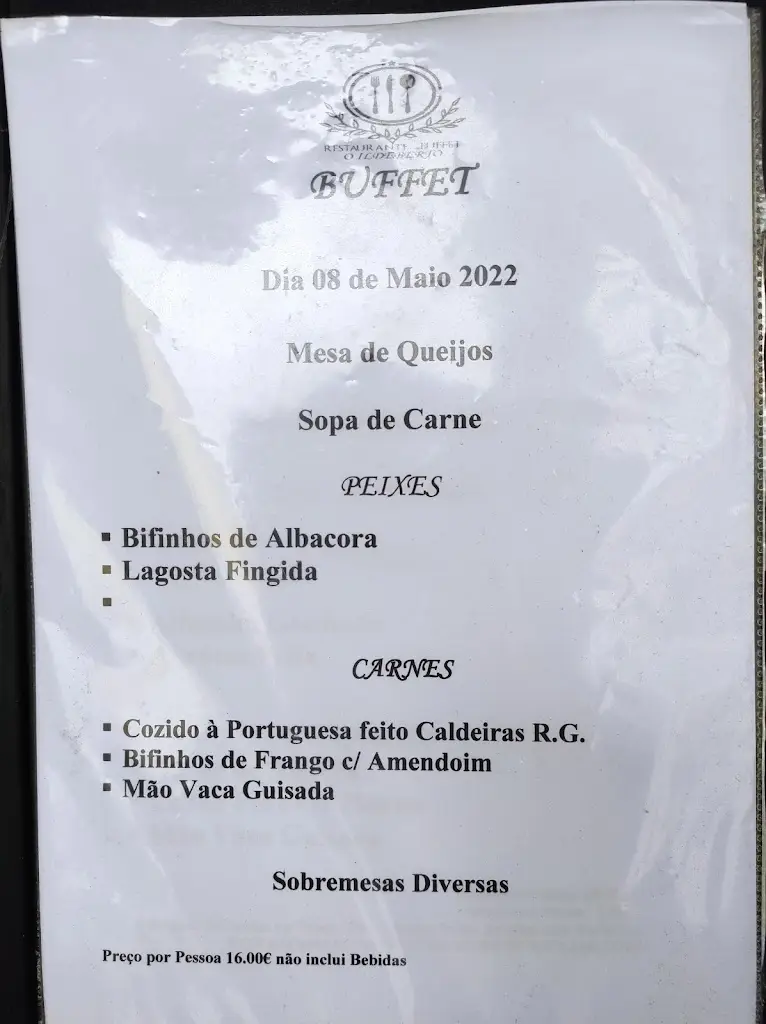 RESTAURANTE BUFFET
O ILDEBERTO
BUFFET
Dia 08 de Maio 2022
Mesa de Queijos
Sopa de Carne
PEIXES
▪ Bifinhos de Albacora
▪ Lagosta Fingida
▪
CARNES
▪ Cozido à Portuguesa feito Caldeiras R.G.
▪ Bifinhos de Frango c/ Amendoim
▪ Mão Vaca Guisada
Sobremesas Diversas
Preço por Pessoa 16.00€ não inclui Bebidas